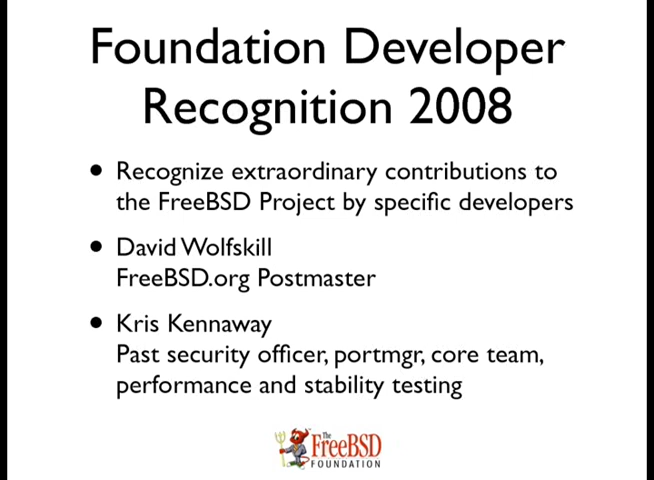 Foundation Developer
Recognition 2008
• Recognize extraordinary contributions to
the FreeBSD Project by specific developers
• David Wolfskill
FreeBSD.org Postmaster
• Kris Kennaway
Past security officer, portmgr, core team,
performance and stability testing
The
FreeBSD
FOUNDATION